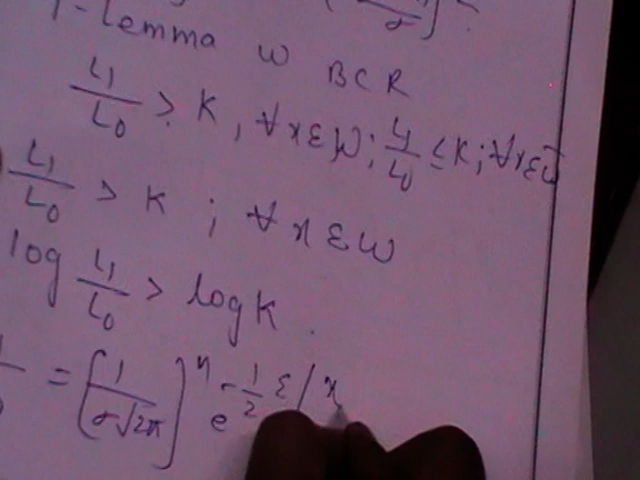 -Lemma W BCR
L₁/L₀ > K, ∀ x ε W; L₁/L₀ ≤ K; ∀ x ε W̄
L₁/L₀ > K ; ∀ x ε W
log L₁/L₀ > log K.
= [1/σ√2π]ⁿ e^-1/2 Σ (x